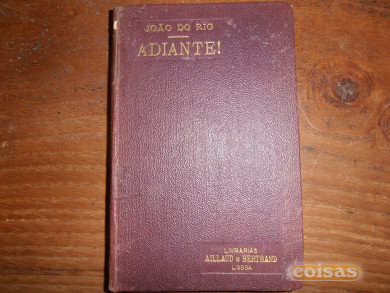 JOÃO DO RIO
ADIANTE!
LIVRARIAS
AILLAUD e BERTRAND
LISBOA
coisas